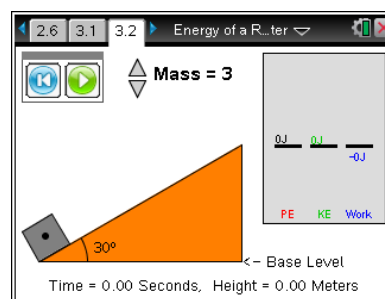 2.6 3.1 3.2 Energy of a R...ter
Mass = 3
0J 0J -0J
PE KE Work
30º
<- Base Level
Time = 0.00 Seconds, Height = 0.00 Meters